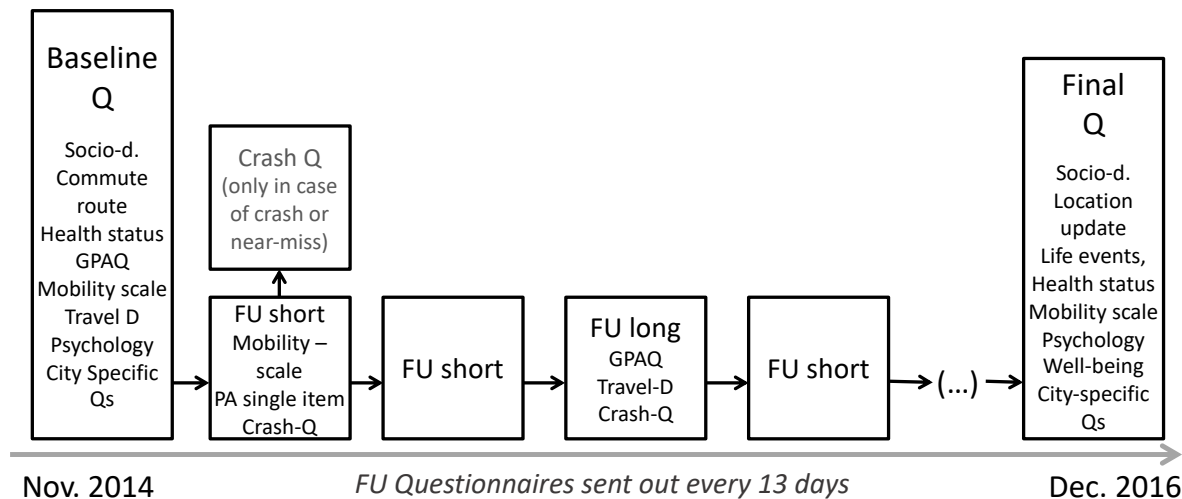 Baseline
Q
Socio-d.
Commute
route
Health status
GPAQ
Mobility scale
Travel D
Psychology
City Specific
Qs
Crash Q
(only in case
of crash or
near-miss)
FU short
Mobility –
scale
PA single item
Crash-Q
FU short
FU long
GPAQ
Travel-D
Crash-Q
FU short
(...)
Final
Q
Socio-d.
Location
update
Life events,
Health status
Mobility scale
Psychology
Well-being
City-specific
Qs
Nov. 2014
FU Questionnaires sent out every 13 days
Dec. 2016